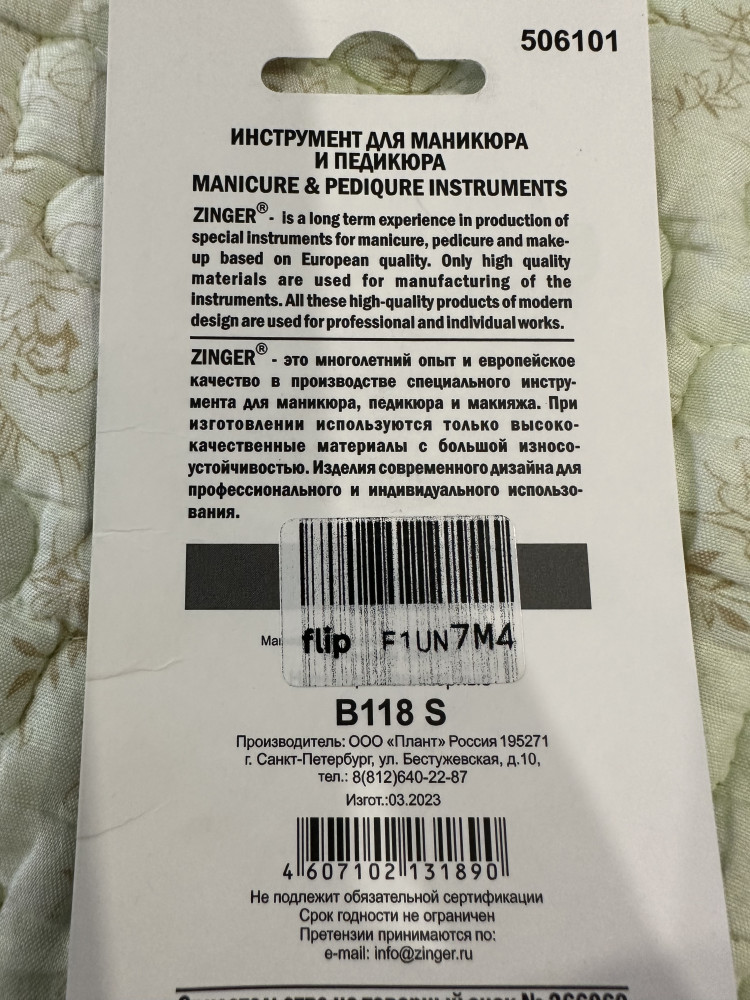 506101
ИНСТРУМЕНТ ДЛЯ МАНИКЮРА
И ПЕДИКЮРА
MANICURE & PEDIQURE INSTRUMENTS
ZINGER®- is a long term experience in production of
special instruments for manicure, pedicure and make-
up based on European quality. Only high quality
materials are used for manufacturing of the
instruments. All these high-quality products of modern
design are used for professional and individual works.
ZINGER® - это многолетний опыт и европейское
качество в производстве специального инстру-
мента для маникюра, педикюра и макияжа. При
изготовлении используются только высоко-
качественные материалы с большой износо-
устойчивостью. Изделия современного дизайна для
профессионального и индивидуального использо-
вания.
flip F1UN7M4
B118 S
Производитель: ООО «Плант» Россия 195271
г. Санкт-Петербург, ул. Бестужевская, д.10,
тел.: 8(812)640-22-87
Изгот.:03.2023
4 607102 131890
Не подлежит обязательной сертификации
Срок годности не ограничен
Претензии принимаются по:
e-mail: info@zinger.ru